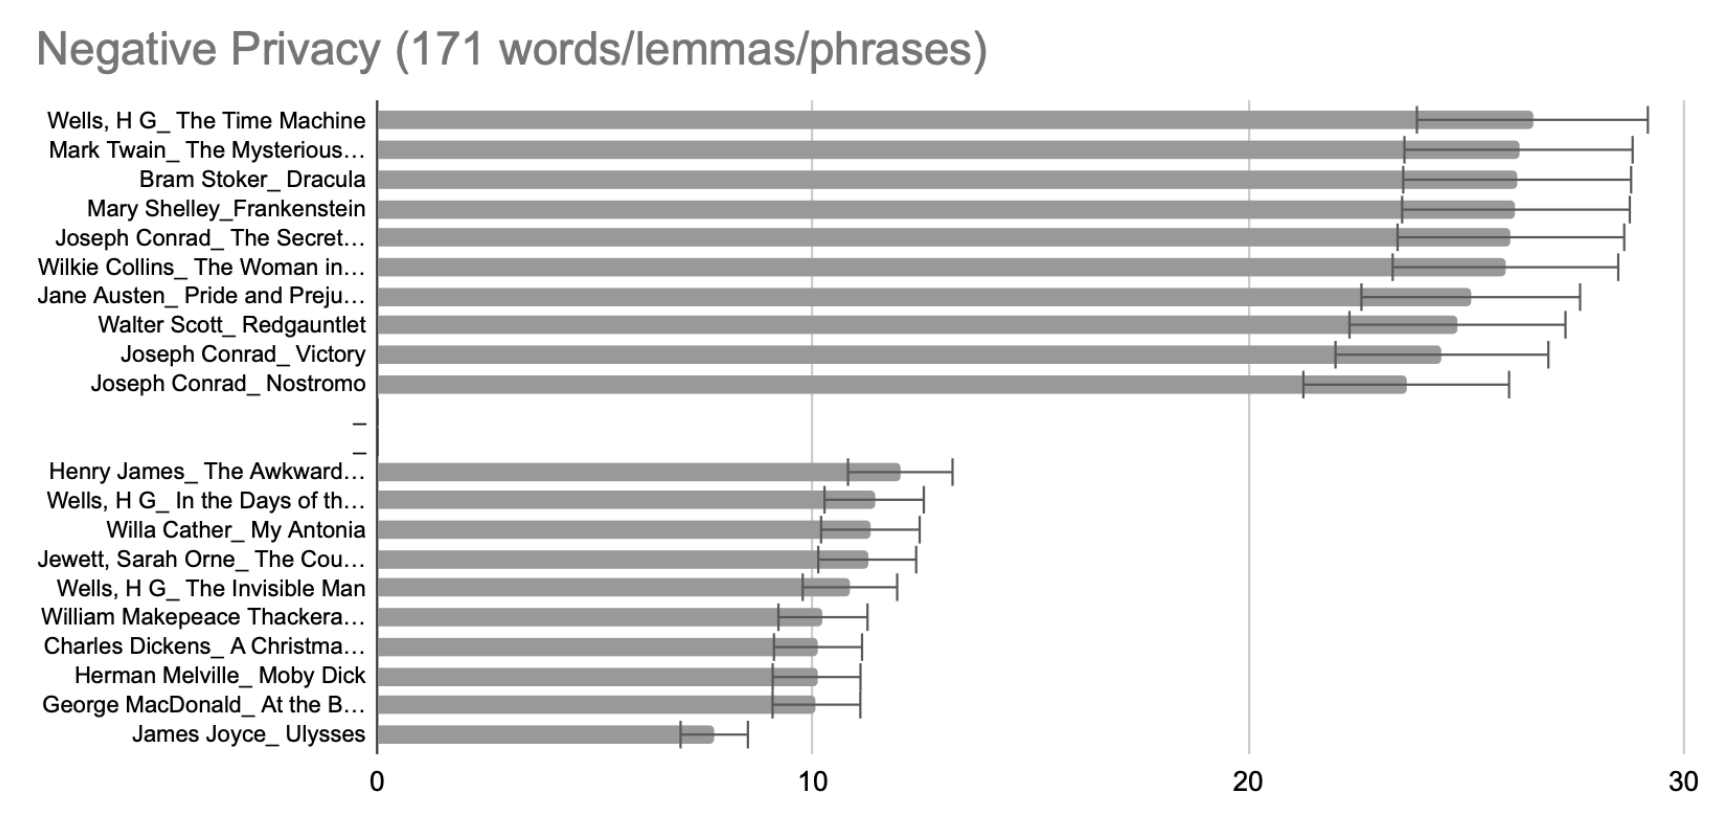 Negative Privacy (171 words/lemmas/phrases)
Wells, H G_ The Time Machine
Mark Twain_ The Mysterious…
Bram Stoker_ Dracula
Mary Shelley_Frankenstein
Joseph Conrad_ The Secret…
Wilkie Collins_ The Woman in…
Jane Austen_ Pride and Preju…
Walter Scott_ Redgauntlet
Joseph Conrad_ Victory
Joseph Conrad_ Nostromo
_
_
Henry James_ The Awkward…
Wells, H G_ In the Days of th…
Willa Cather_ My Antonia
Jewett, Sarah Orne_ The Cou…
Wells, H G_ The Invisible Man
William Makepeace Thackera…
Charles Dickens_ A Christma…
Herman Melville_ Moby Dick
George MacDonald_ At the B…
James Joyce_ Ulysses
0 10 20 30